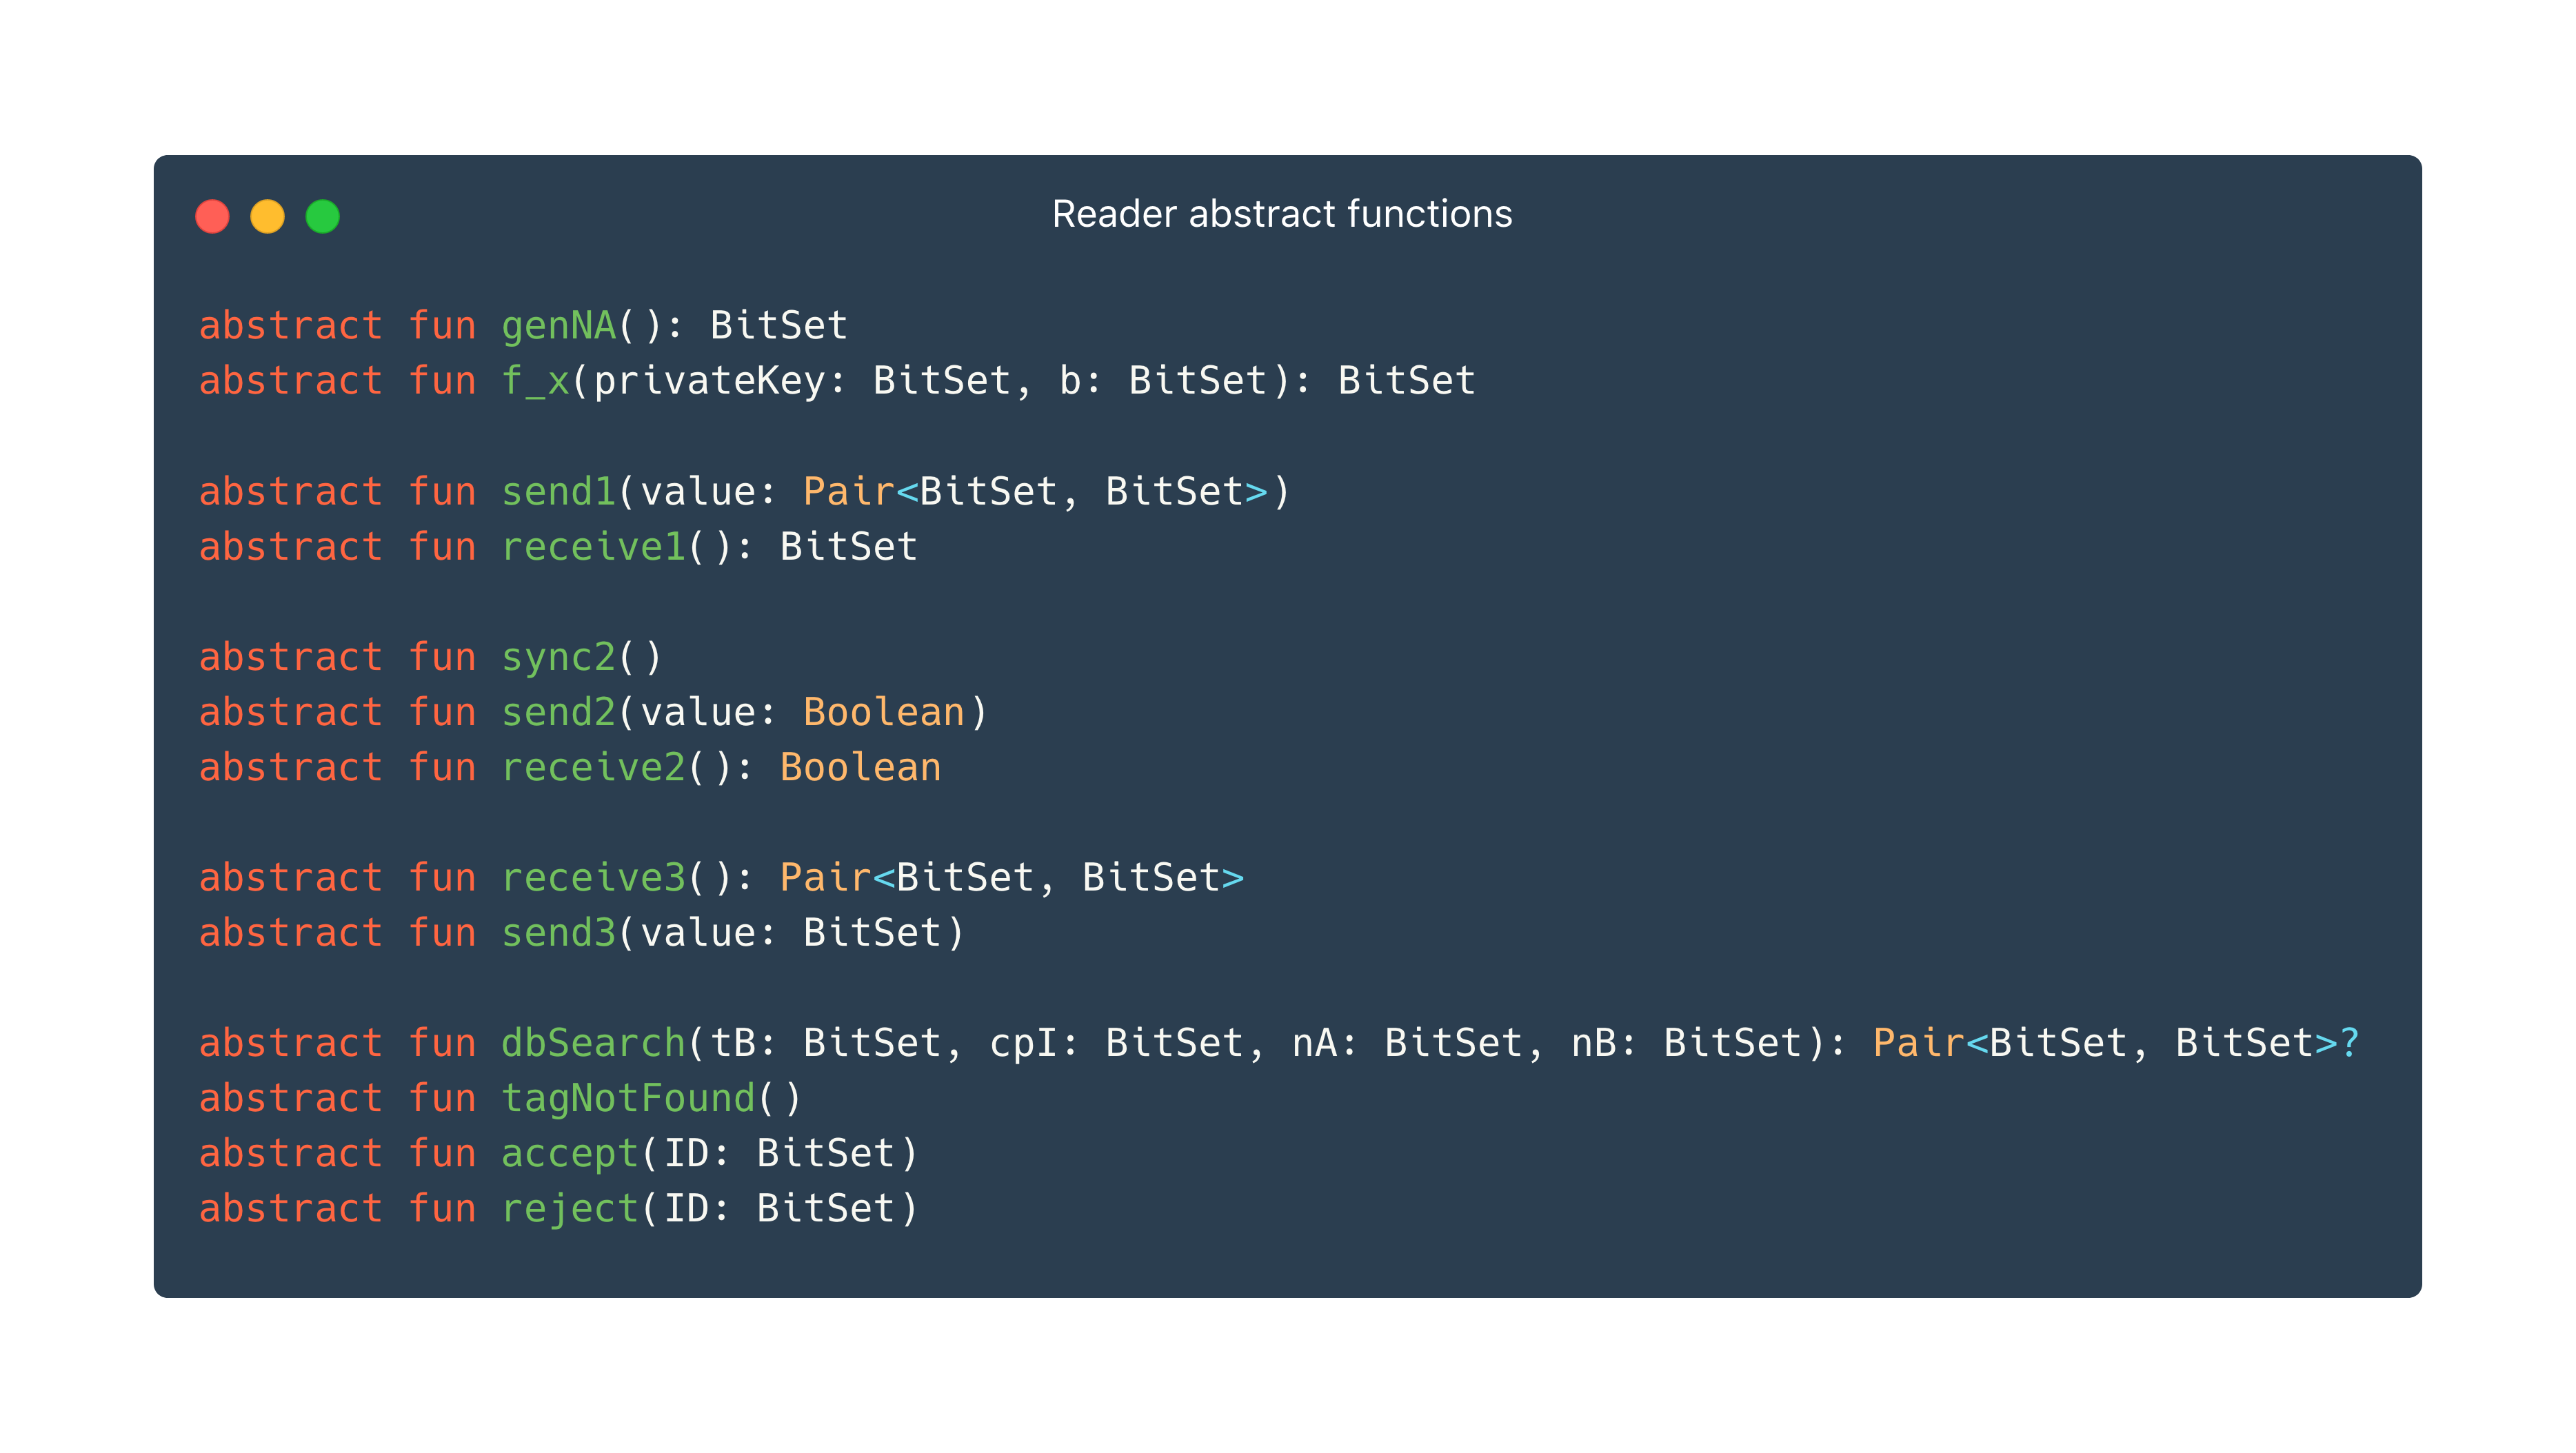 Reader abstract functions
abstract fun genNA(): BitSet
abstract fun f_x(privateKey: BitSet, b: BitSet): BitSet
abstract fun send1(value: Pair<BitSet, BitSet>)
abstract fun receive1(): BitSet
abstract fun sync2()
abstract fun send2(value: Boolean)
abstract fun receive2(): Boolean
abstract fun receive3(): Pair<BitSet, BitSet>
abstract fun send3(value: BitSet)
abstract fun dbSearch(tB: BitSet, cpI: BitSet, nA: BitSet, nB: BitSet): Pair<BitSet, BitSet>?
abstract fun tagNotFound()
abstract fun accept(ID: BitSet)
abstract fun reject(ID: BitSet)